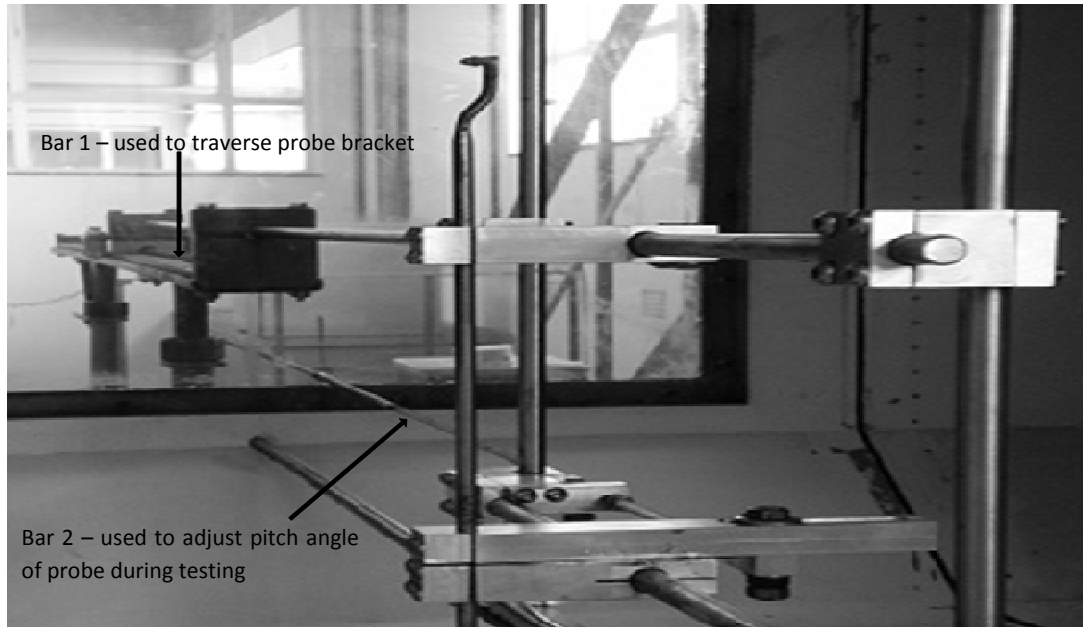 Bar 1 – used to traverse probe bracket
Bar 2 – used to adjust pitch angle
of probe during testing